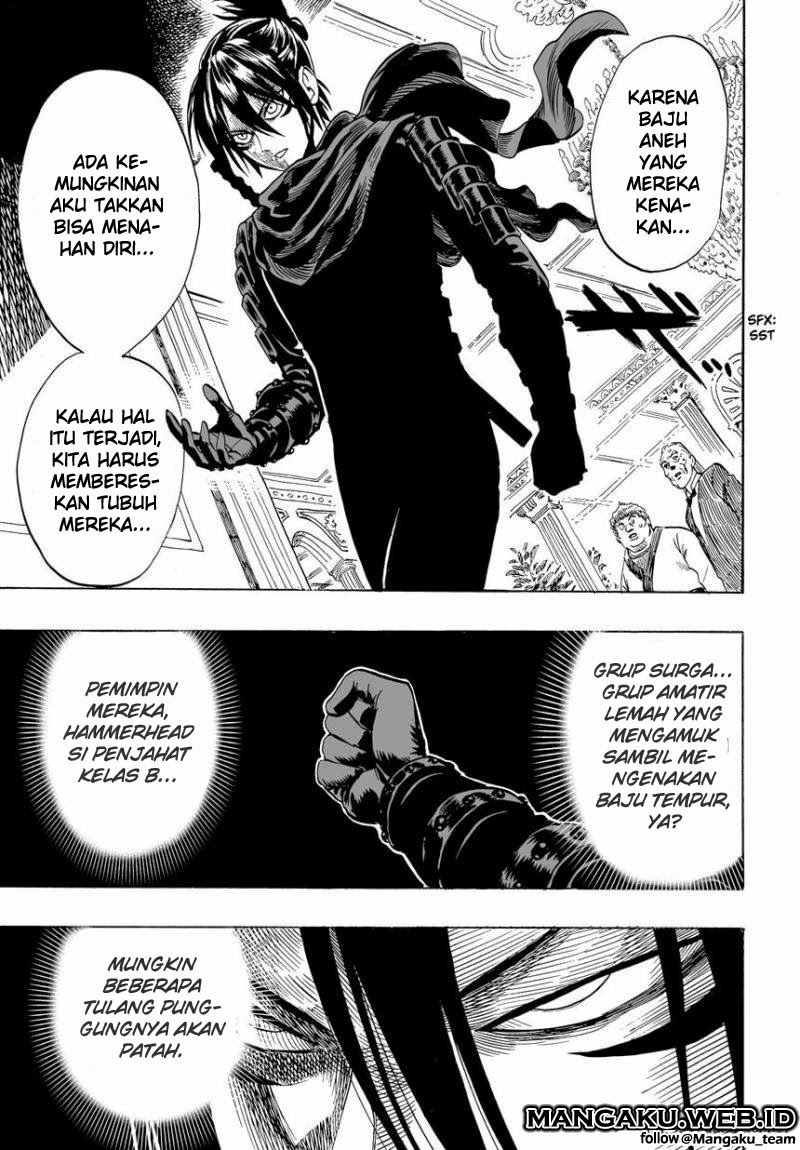 KARENA
BAJU
ANEH
YANG
MEREKA
KENA-
KAN...
ADA KE-
MUNGKINAN
AKU TAKKAN
BISA MENA-
HAN DIRI...
SFX:
SST
KALAU HAL
ITU TERJADI,
KITA HARUS
MEMBERES-
KAN TUBUH
MEREKA...
GRUP SURGA...
GRUP AMATIR
LEMAH YANG
MENGAMUK
SAMBIL ME-
NGENAKAN
BAJU TEMPUR,
YA?
PEMIMPIN
MEREKA,
HAMMERHEAD
SI PENJAHAT
KELAS B...
MUNGKIN
BEBERAPA
TULANG PUNG-
GUNGNYA AKAN
PATAH.
MANGAKU.WEB.ID
follow @Mangaku_team